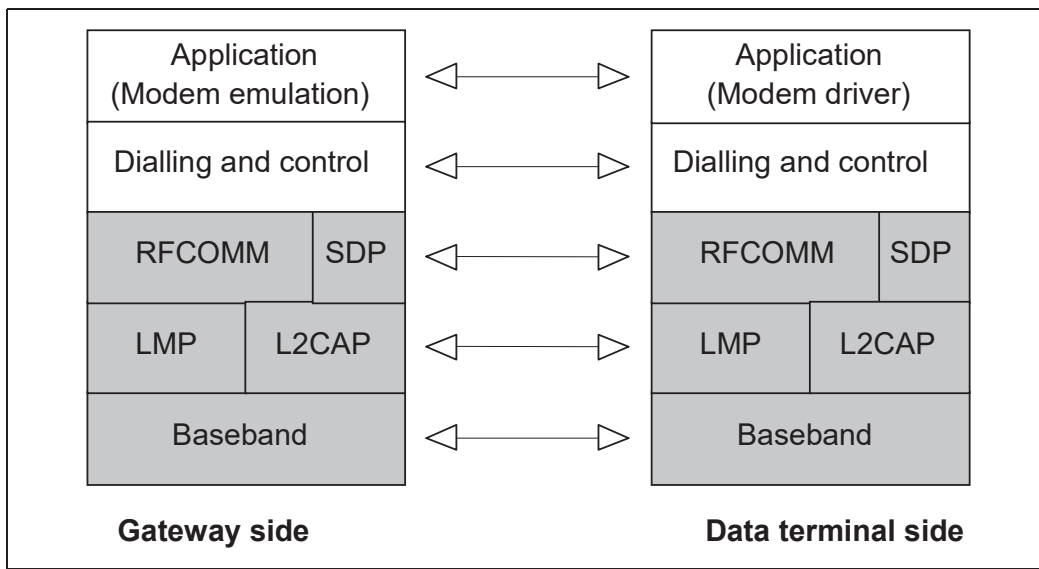 Application
(Modem emulation)
Application
(Modem driver)
Dialling and control
Dialling and control
RFCOMM
SDP
RFCOMM
SDP
LMP
L2CAP
LMP
L2CAP
Baseband
Baseband
Gateway side
Data terminal side